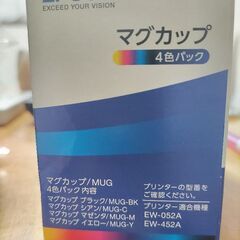 EXCEED YOUR VISION
マグカップ
4色パック
マグカップ/MUG
4色パック内容
マグカップ ブラック/MUG-BK
マグカップ シアン/MUG-C
マグカップ マゼンタ/MUG-M
マグカップ イエロー/MUG-Y
プリンターの型番を
ご確認ください。
プリンター適合機種
EW-052A
EW-452A